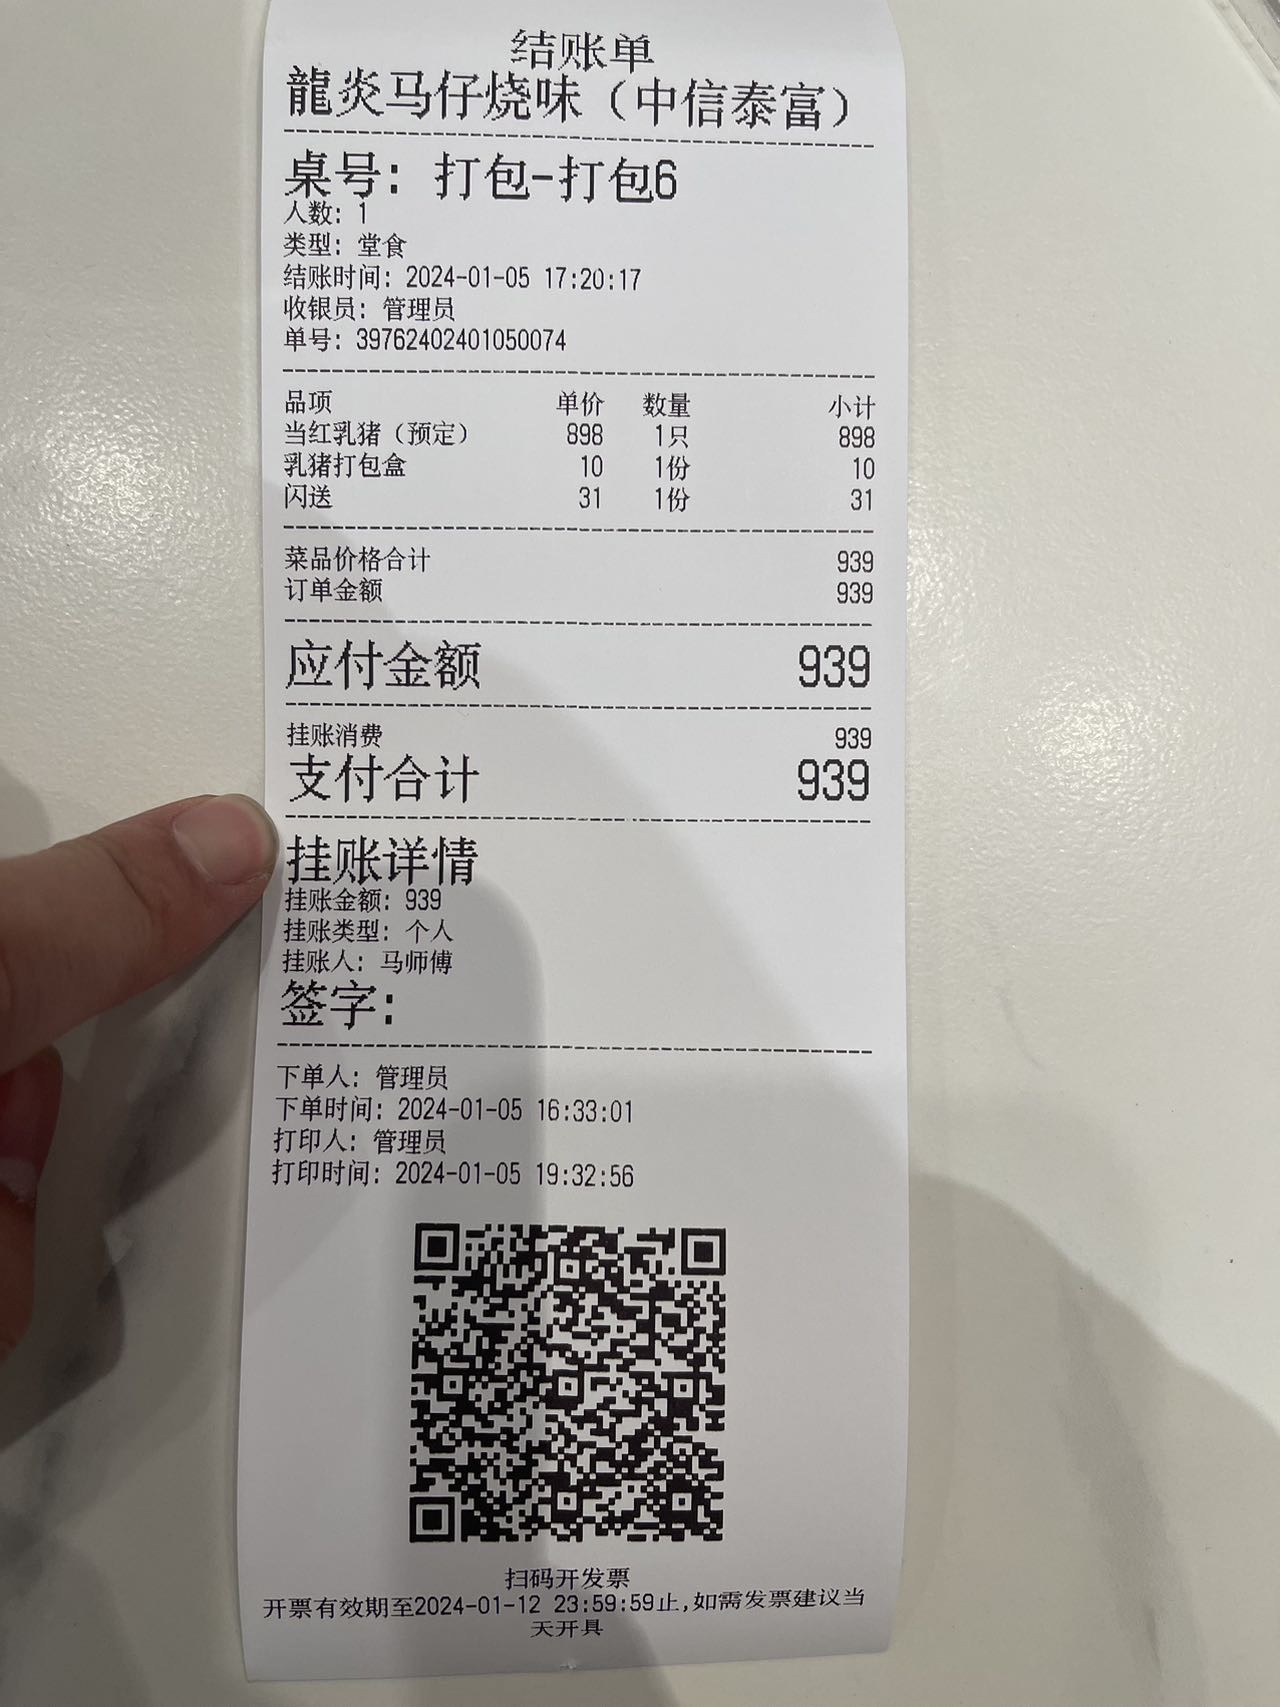 结账单
龍炎马仔烧味（中信泰富）
桌号：打包-打包6
人数：1
类型：堂食
结账时间：2024-01-05 17:20:17
收银员：管理员
单号：39762402401050074
品项 单价 数量 小计
当红乳猪（预定） 898 1只 898
乳猪打包盒 10 1份 10
闪送 31 1份 31
菜品价格合计 939
订单金额 939
应付金额 939
挂账消费 939
支付合计 939
挂账详情
挂账金额：939
挂账类型：个人
挂账人：马师傅
签字：
下单人：管理员
下单时间：2024-01-05 16:33:01
打印人：管理员
打印时间：2024-01-05 19:32:56
扫码开发票
开票有效期至2024-01-12 23:59:59止,如需发票建议当
天开具